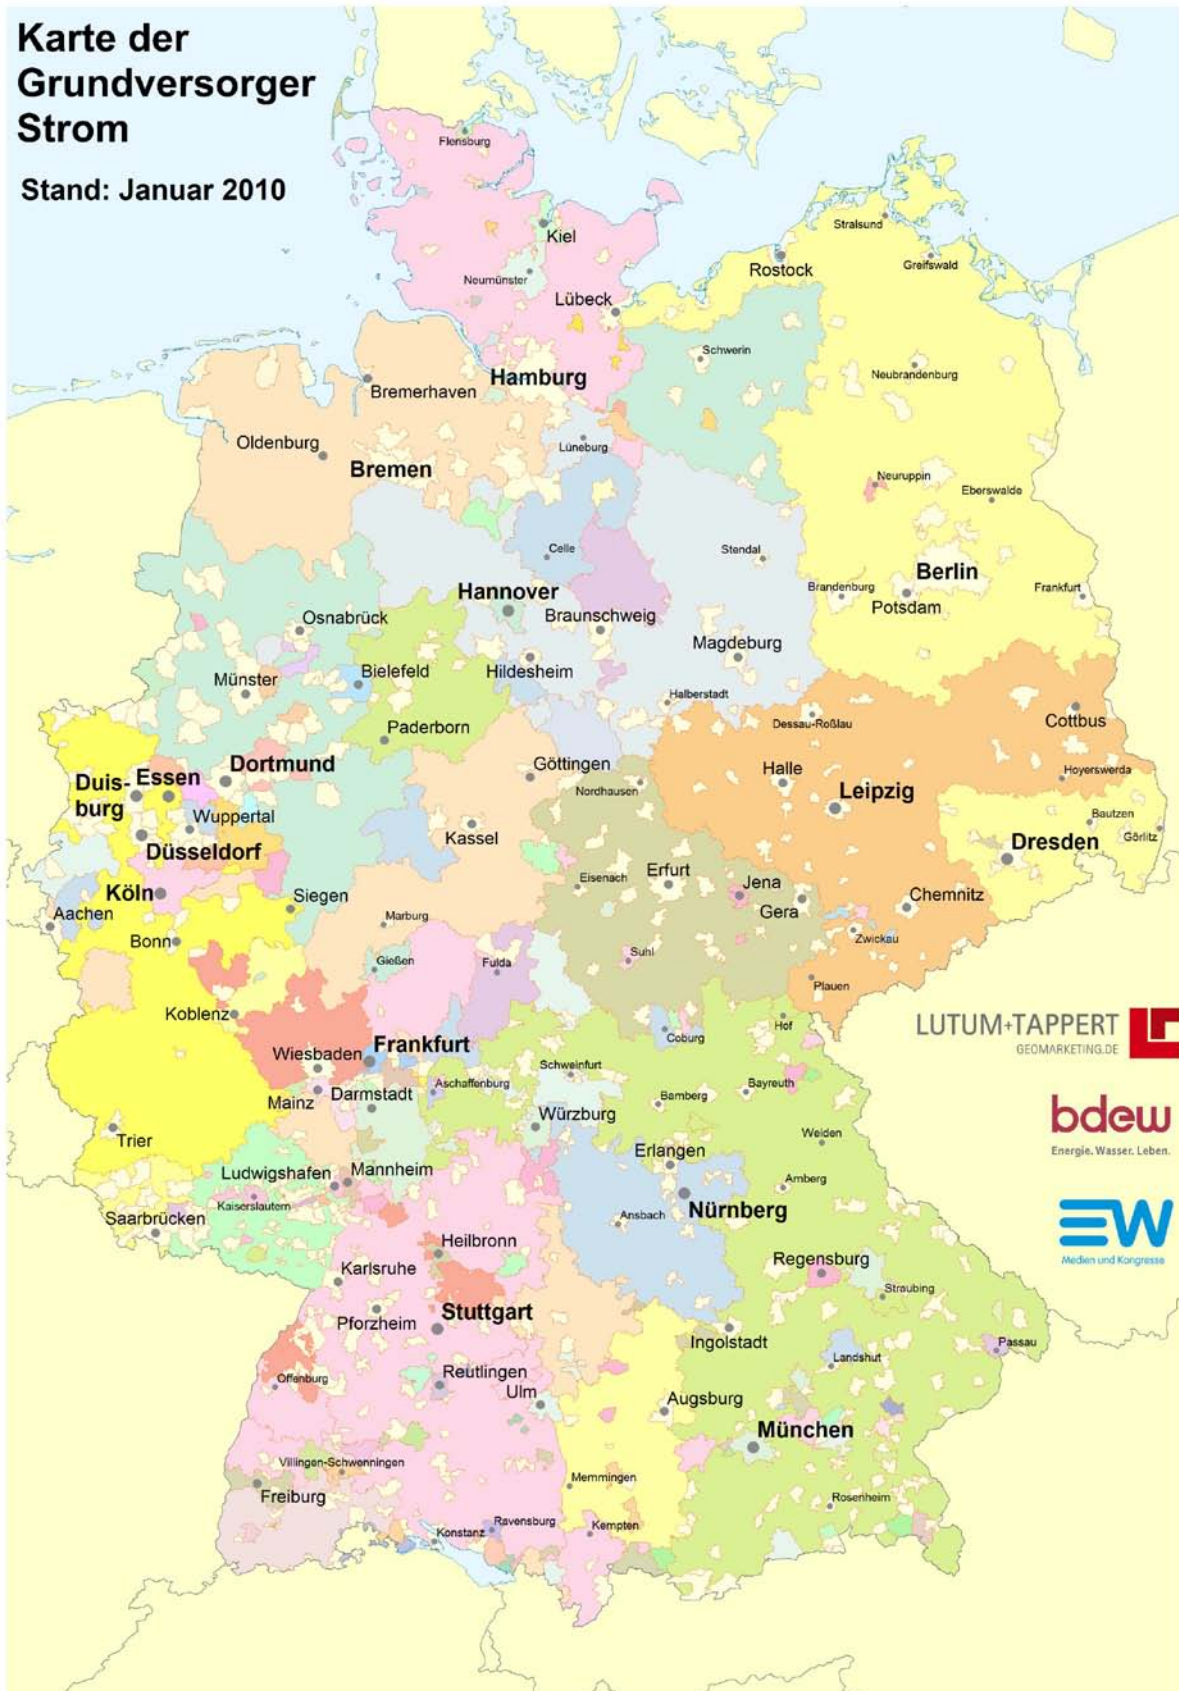 Karte der
Grundversorger
Strom
Stand: Januar 2010
Flensburg
Kiel
Neumünster
Lübeck
Stralsund
Rostock
Greifswald
Schwerin
Neubrandenburg
Hamburg
Bremerhaven
Oldenburg
Bremen
Lüneburg
Neuruppin
Eberswalde
Celle
Stendal
Berlin
Hannover
Brandenburg
Potsdam
Frankfurt
Osnabrück
Braunschweig
Magdeburg
Münster
Bielefeld
Hildesheim
Halberstadt
Dessau-Roßlau
Cottbus
Paderborn
Duis-
burg
Essen
Dortmund
Göttingen
Nordhausen
Halle
Hoyerswerda
Leipzig
Wuppertal
Kassel
Bautzen
Görlitz
Düsseldorf
Dresden
Köln
Eisenach
Erfurt
Jena
Gera
Chemnitz
Aachen
Siegen
Marburg
Bonn
Zwickau
Gießen
Fulda
Suhl
Plauen
Koblenz
Hof
LUTUM+TAPPERT
GEOMARKETING.DE
Wiesbaden
Frankfurt
Coburg
Schweinfurt
Mainz
Darmstadt
Aschaffenburg
Bamberg
Bayreuth
Würzburg
bdew
Energie. Wasser. Leben.
Trier
Weiden
Erlangen
Ludwigshafen
Mannheim
Kaiserslautern
Amberg
Saarbrücken
Ansbach
Nürnberg
EW
Medien und Kongresse
Heilbronn
Karlsruhe
Regensburg
Straubing
Pforzheim
Stuttgart
Ingolstadt
Passau
Landshut
Offenburg
Reutlingen
Ulm
Augsburg
München
Villingen-Schwenningen
Memmingen
Freiburg
Rosenheim
Konstanz
Ravensburg
Kempten